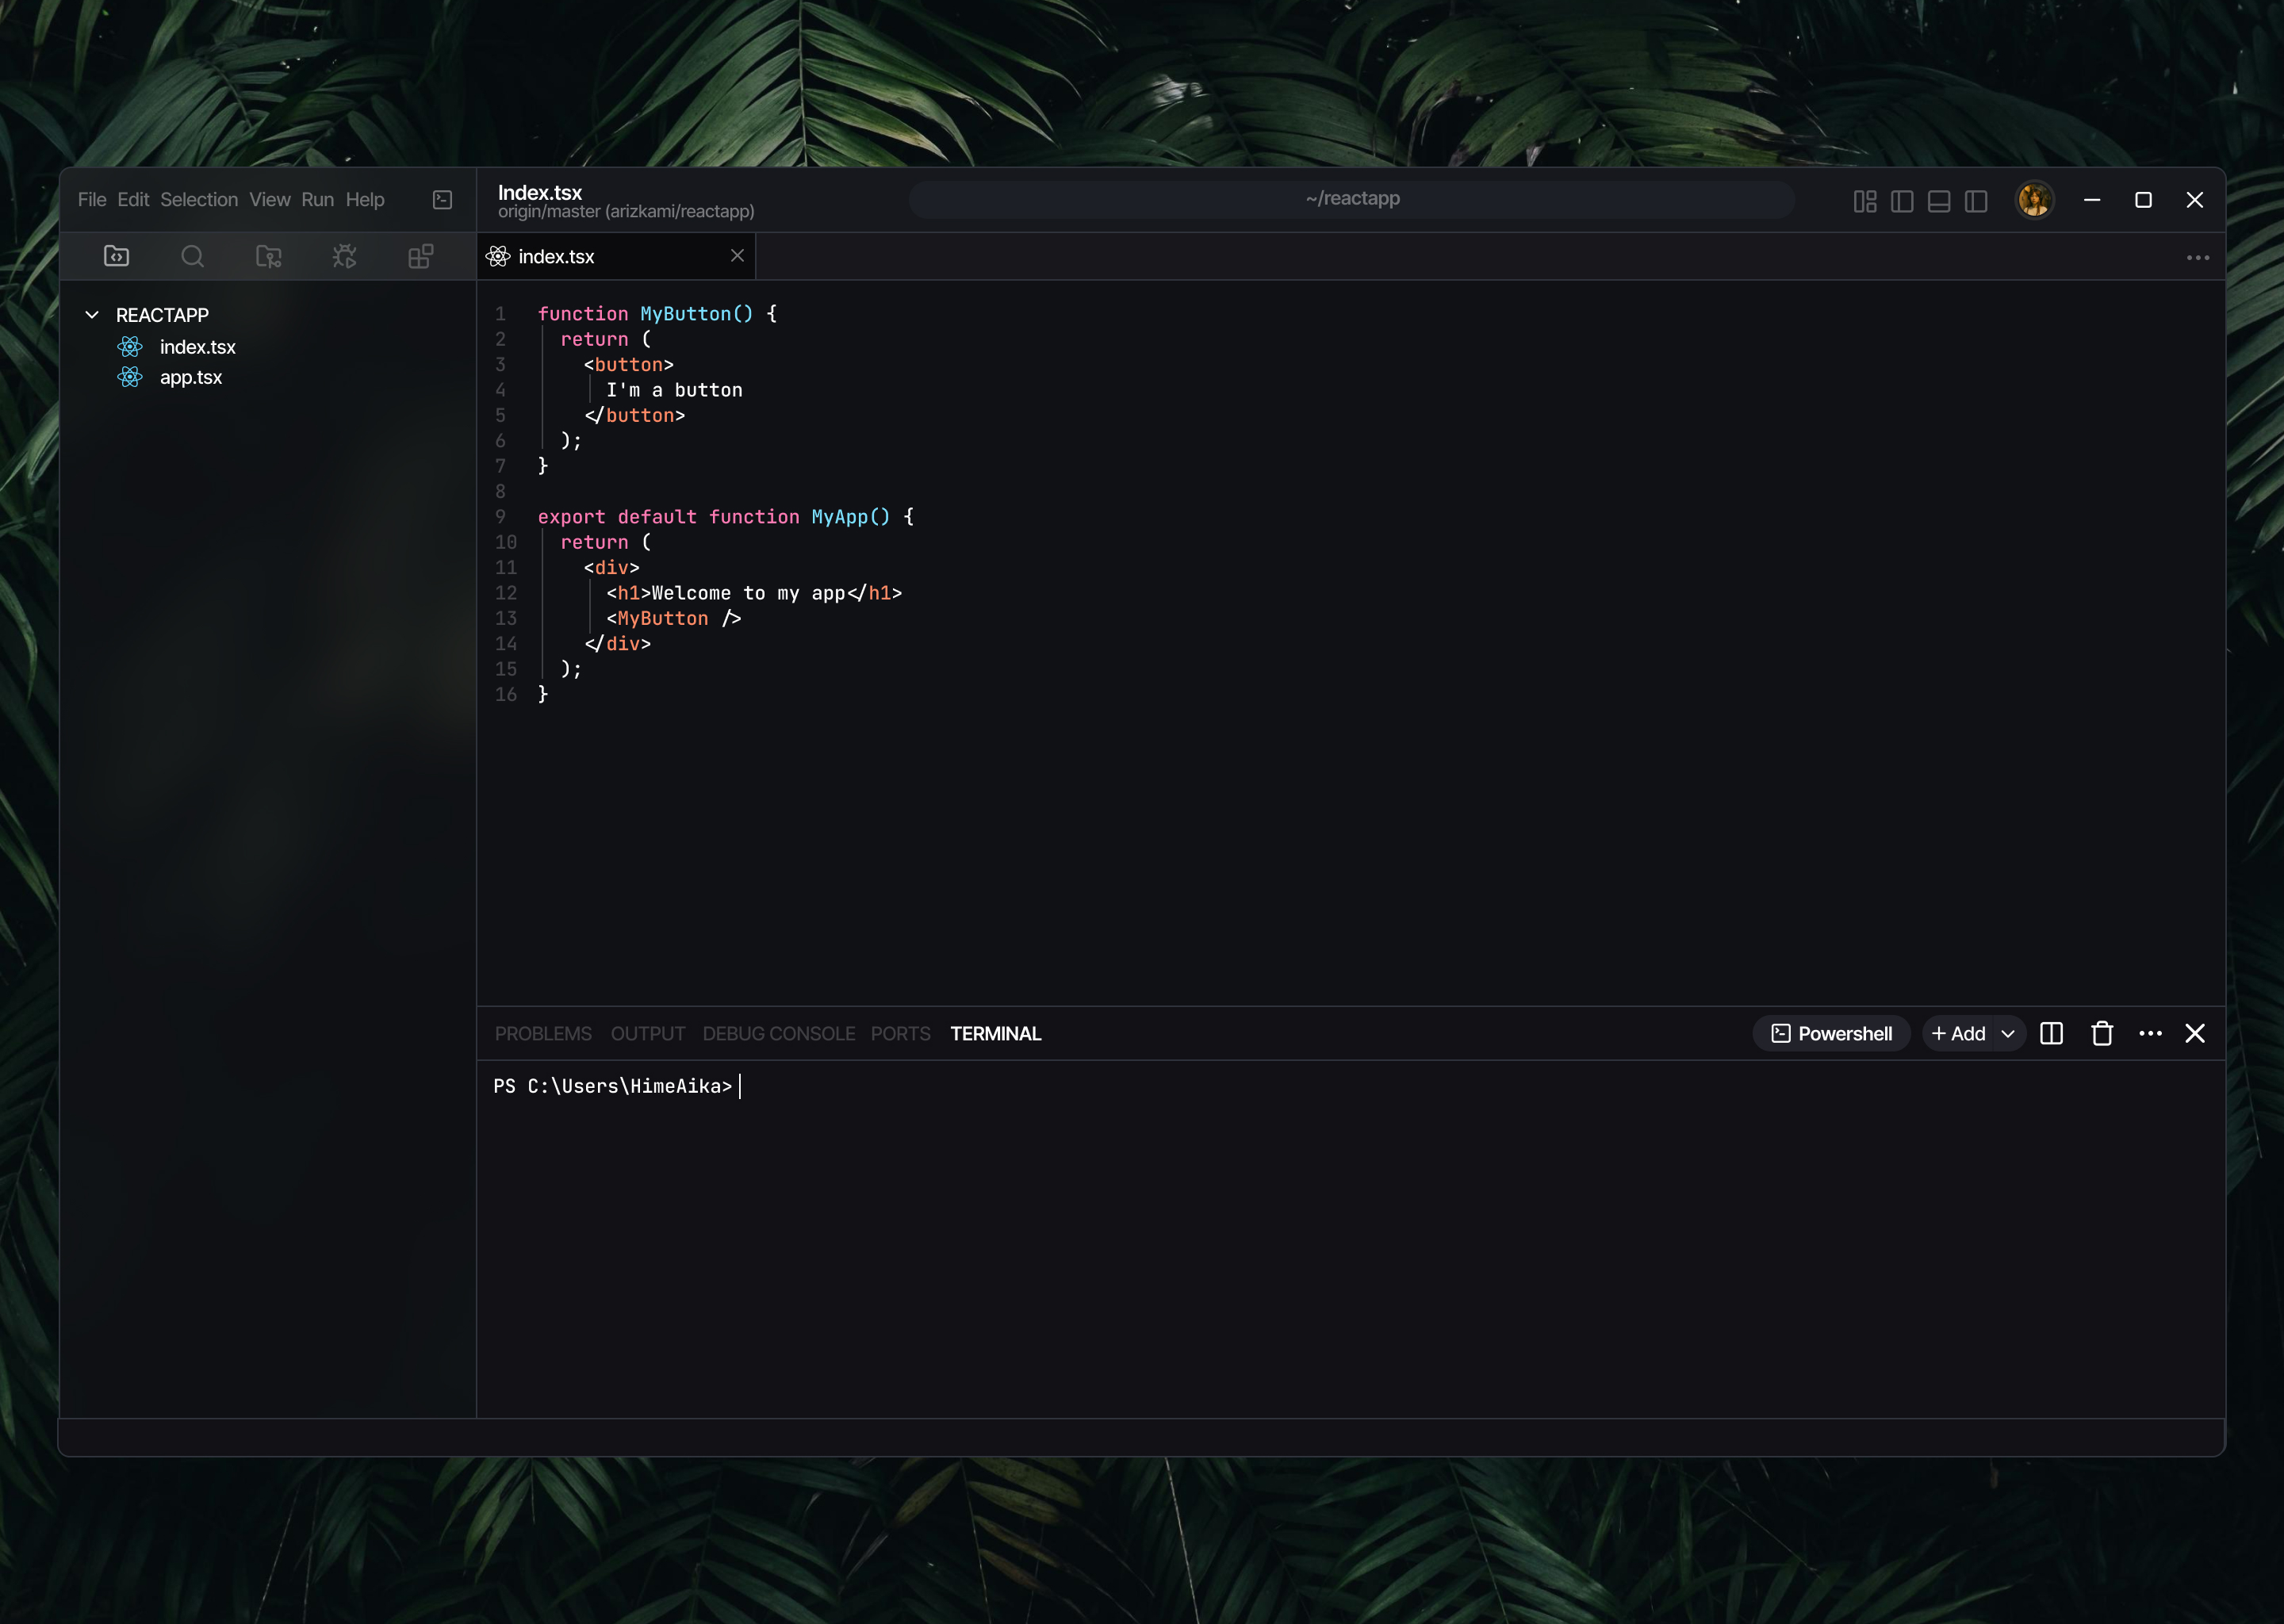 File Edit Selection View Run Help
Index.tsx
origin/master (arizkami/reactapp)
~/reactapp
index.tsx
REACTAPP
index.tsx
app.tsx
1 function MyButton() {
2   return (
3     <button>
4       I'm a button
5     </button>
6   );
7 }
8
9 export default function MyApp() {
10   return (
11     <div>
12       <h1>Welcome to my app</h1>
13       <MyButton />
14     </div>
15   );
16 }
PROBLEMS OUTPUT DEBUG CONSOLE PORTS TERMINAL
Powershell
+ Add
PS C:\Users\HimeAika>